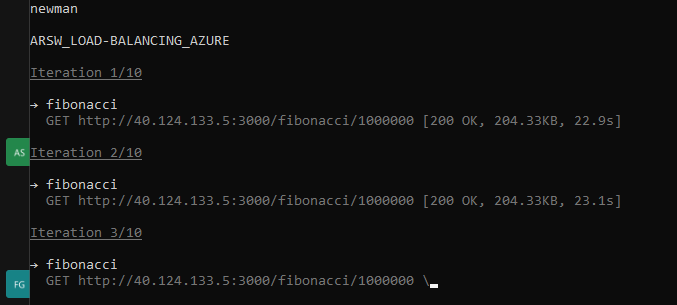 newman
ARSW_LOAD-BALANCING_AZURE
Iteration 1/10
→ fibonacci
GET http://40.124.133.5:3000/fibonacci/1000000 [200 OK, 204.33KB, 22.9s]
AS
Iteration 2/10
→ fibonacci
GET http://40.124.133.5:3000/fibonacci/1000000 [200 OK, 204.33KB, 23.1s]
Iteration 3/10
→ fibonacci
FG
GET http://40.124.133.5:3000/fibonacci/1000000 \